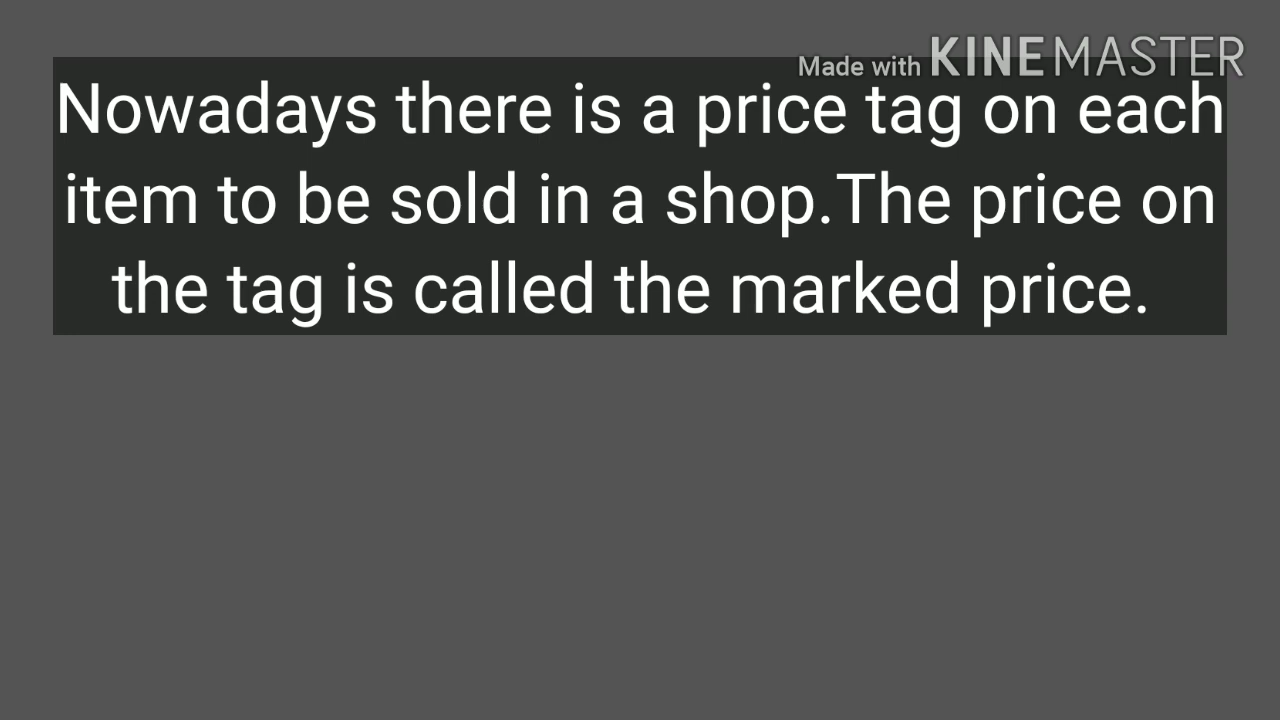 Made with KINEMASTER
Nowadays there is a price tag on each
item to be sold in a shop.The price on
the tag is called the marked price.